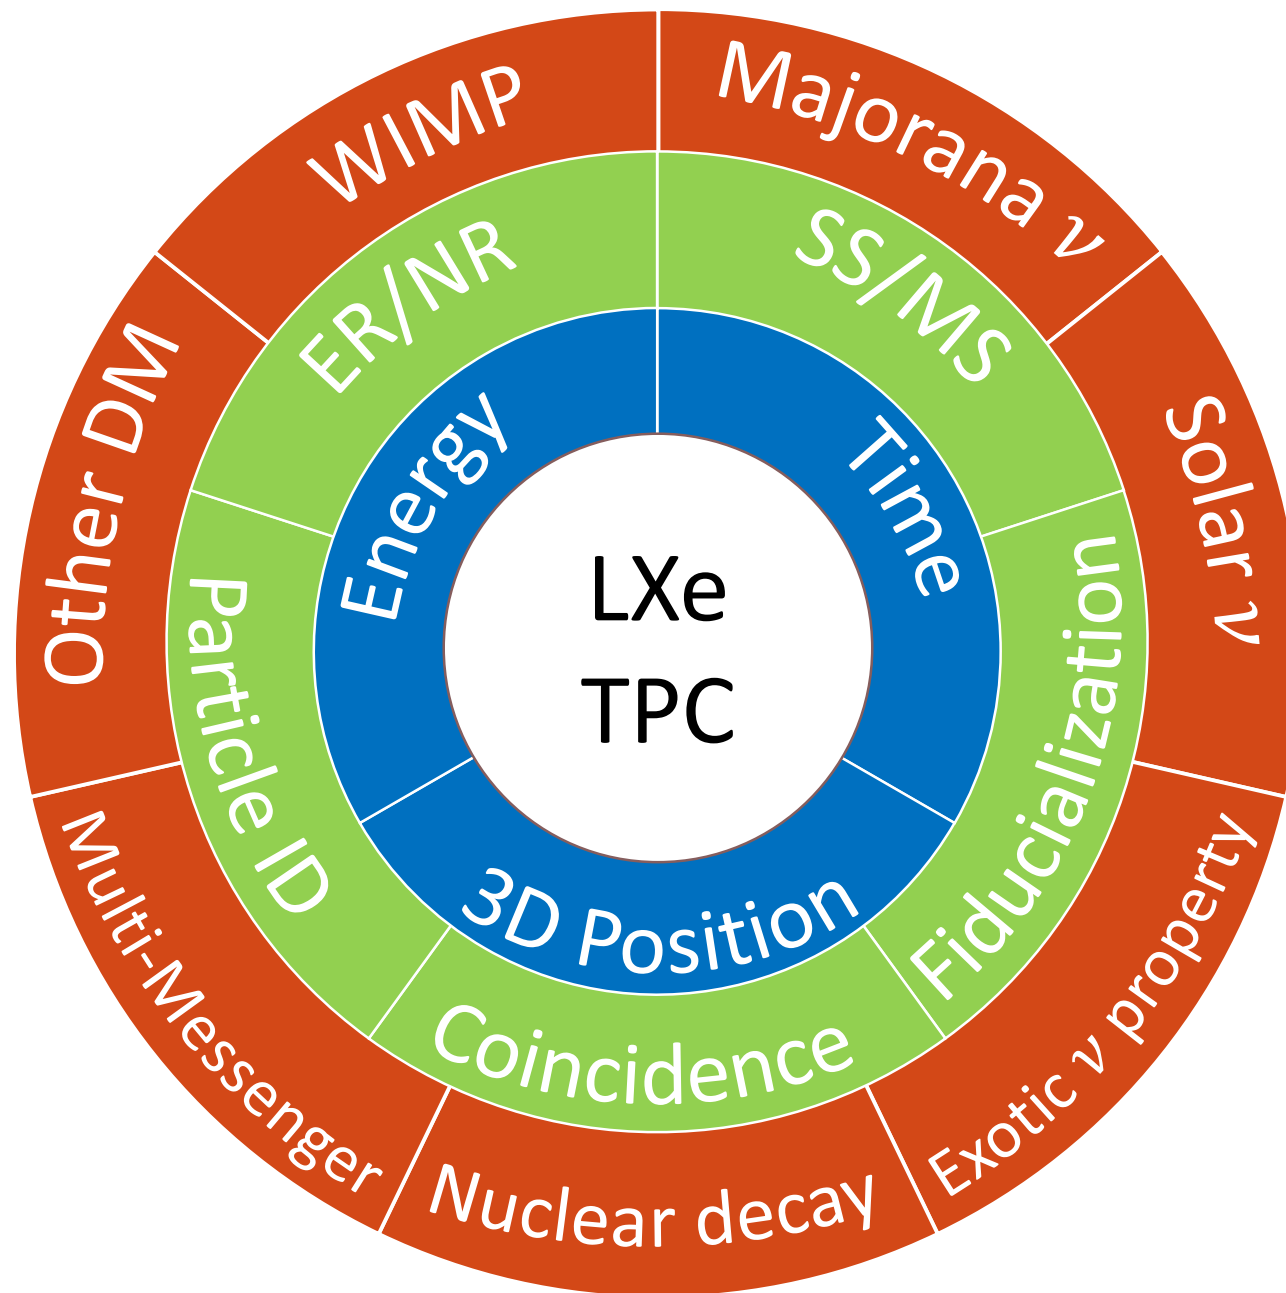 WIMP
Majorana ν
Solar ν
Exotic ν property
Nuclear decay
Multi-Messenger
Other DM
ER/NR
SS/MS
Fiducialization
Coincidence
Particle ID
Energy
Time
3D Position
LXe
TPC